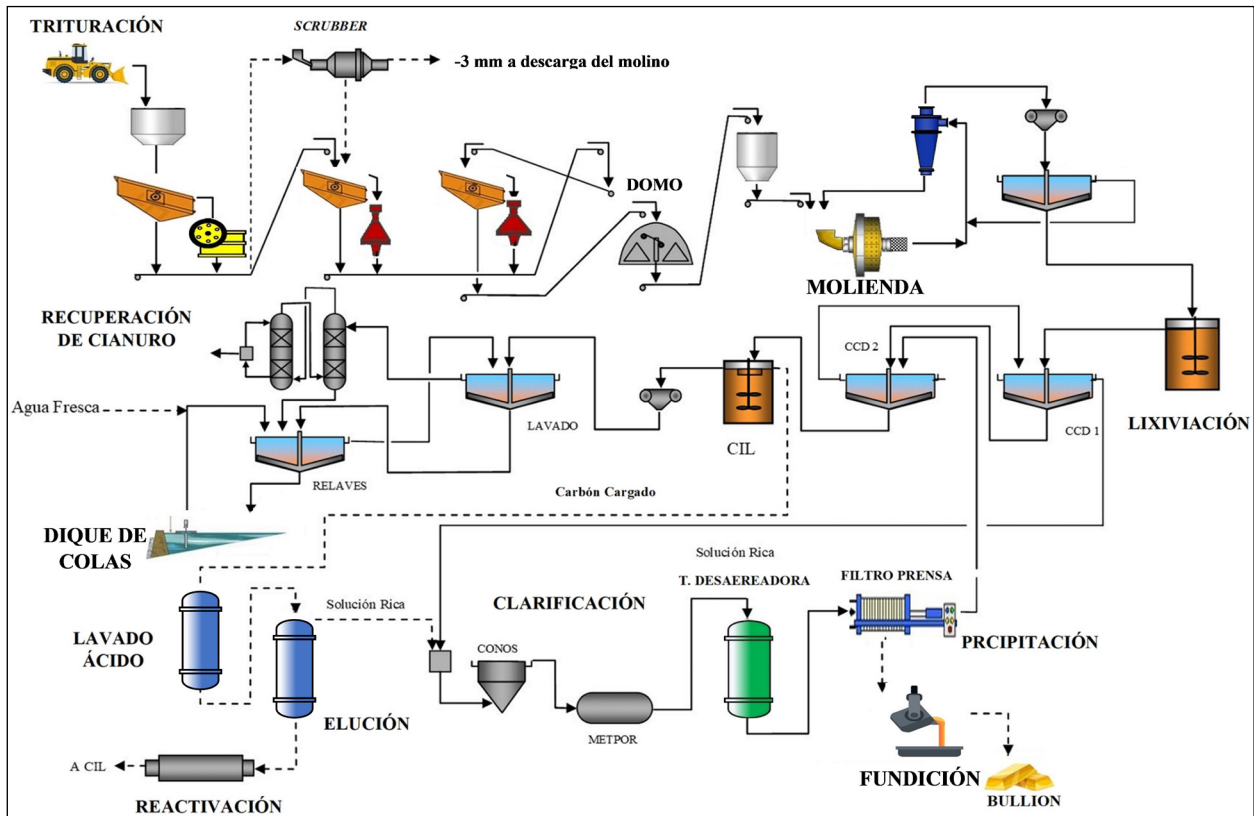 TRITURACIÓN
SCRUBBER
-3 mm a descarga del molino
DOMO
MOLIENDA
RECUPERACIÓN
DE CIANURO
CCD 2
Agua Fresca
LAVADO
CIL
CCD 1
LIXIVIACIÓN
RELAVES
Carbón Cargado
DIQUE DE
COLAS
Solución Rica
T. DESAEREADORA
FILTRO PRENSA
Solución Rica
CLARIFICACIÓN
LAVADO
ÁCIDO
CONOS
PRCIPITACIÓN
ELUCIÓN
METPOR
A CIL
FUNDICIÓN
REACTIVACIÓN
BULLION